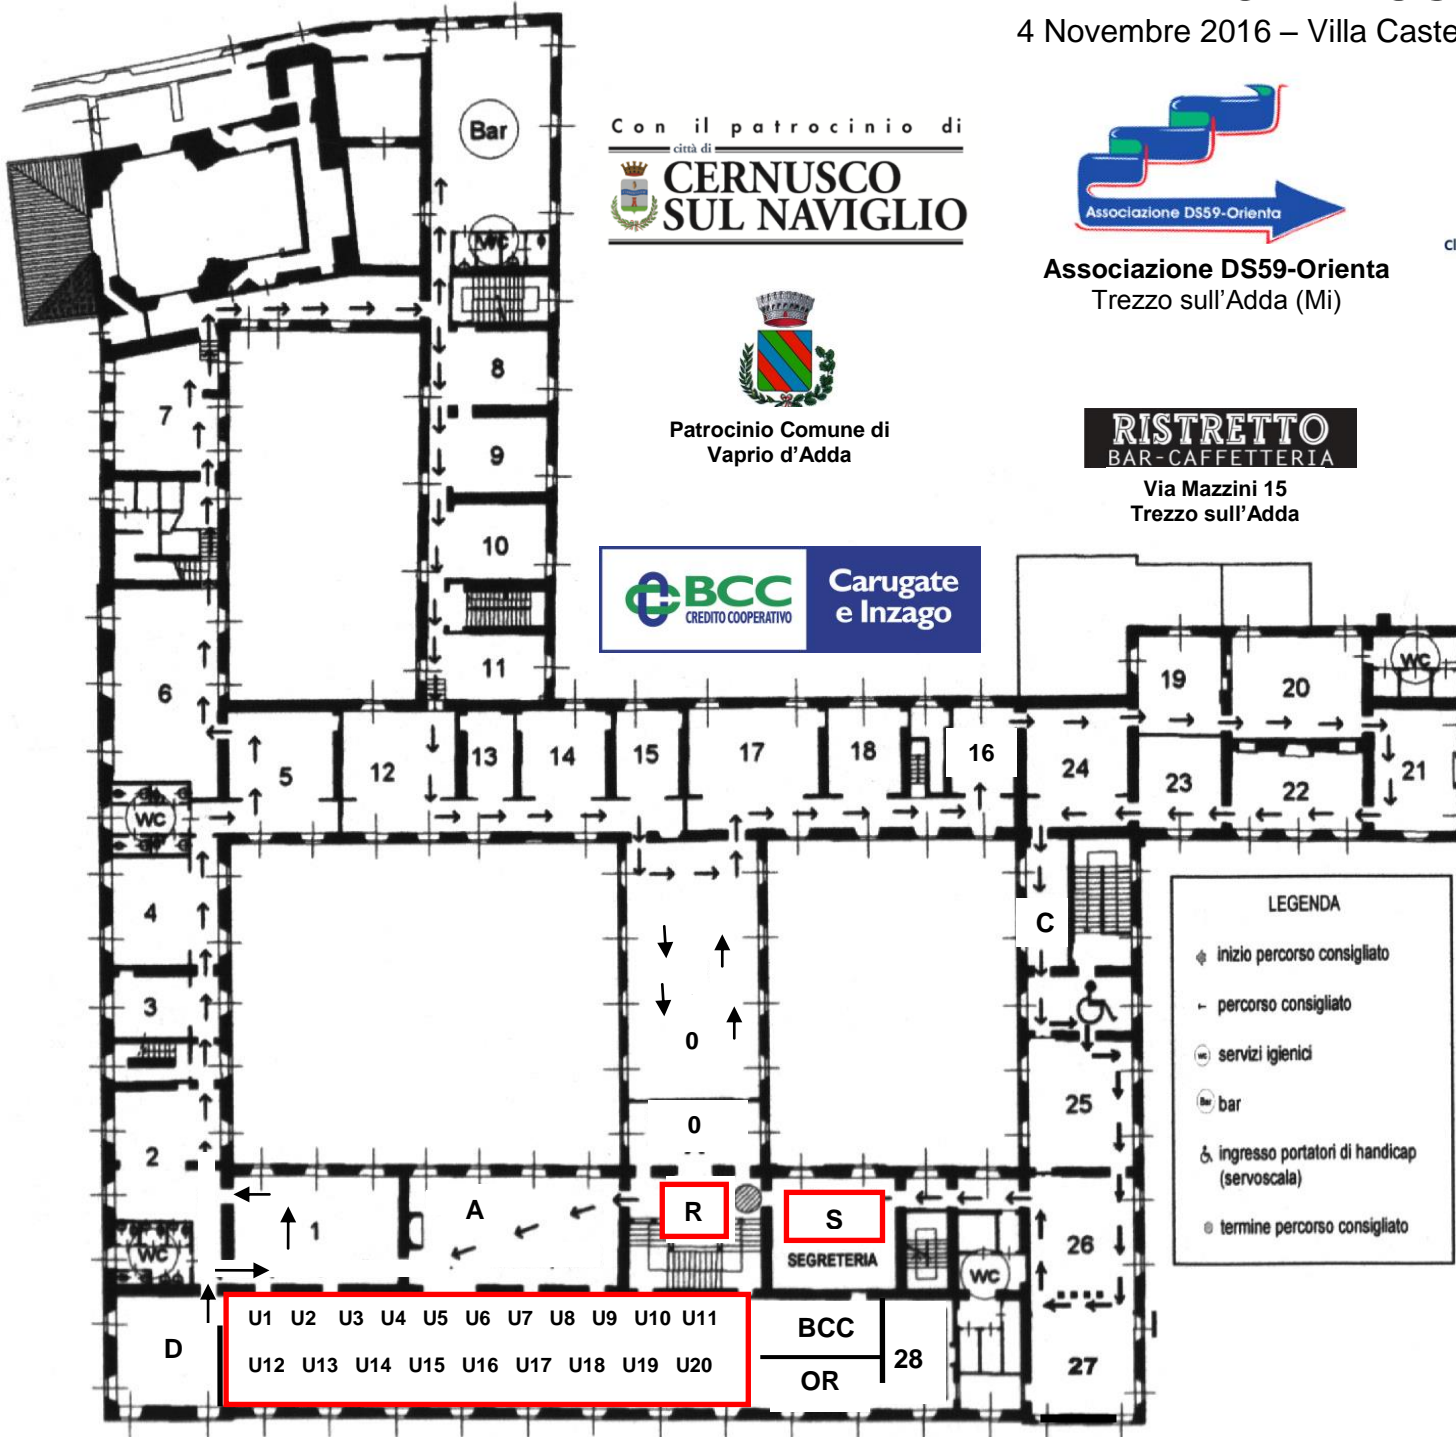 4 Novembre 2016 – Villa Caste
Con il patrocinio di
città di
CERNUSCO
SUL NAVIGLIO
Associazione DS59-Orienta
Associazione DS59-Orienta
Trezzo sull'Adda (Mi)
Patrocinio Comune di
Vaprio d'Adda
RISTRETTO
BAR-CAFFETTERIA
Via Mazzini 15
Trezzo sull'Adda
BCC
CREDITO COOPERATIVO
Carugate
e Inzago
Bar
WC
8
7
9
10
11
6
5
12
13
14
15
17
18
16
24
19
20
WC
23
22
21
WC
4
3
2
C
0
0
25
26
27
1
A
R
S
SEGRETERIA
WC
WC
D
U1 U2 U3 U4 U5 U6 U7 U8 U9 U10 U11
U12 U13 U14 U15 U16 U17 U18 U19 U20
BCC
OR
28
LEGENDA
inizio percorso consigliato
percorso consigliato
WC servizi igienici
Bar bar
ingresso portatori di handicap
(servoscala)
termine percorso consigliato